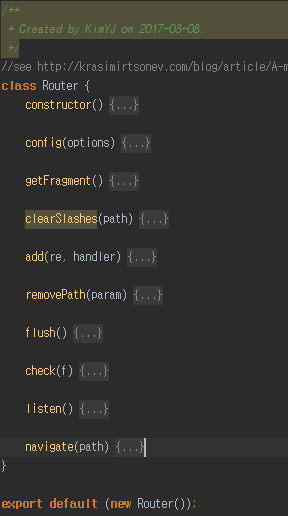 /**
 * Created by KimYJ on 2017-03-08.
 */
//see http://krasimirtsonev.com/blog/article/A-m
class Router {
    constructor() {...}
    config(options) {...}
    getFragment() {...}
    clearSlashes(path) {...}
    add(re, handler) {...}
    removePath(param) {...}
    flush() {...}
    check(f) {...}
    listen() {...}
    navigate(path) {...}
}
export default (new Router());